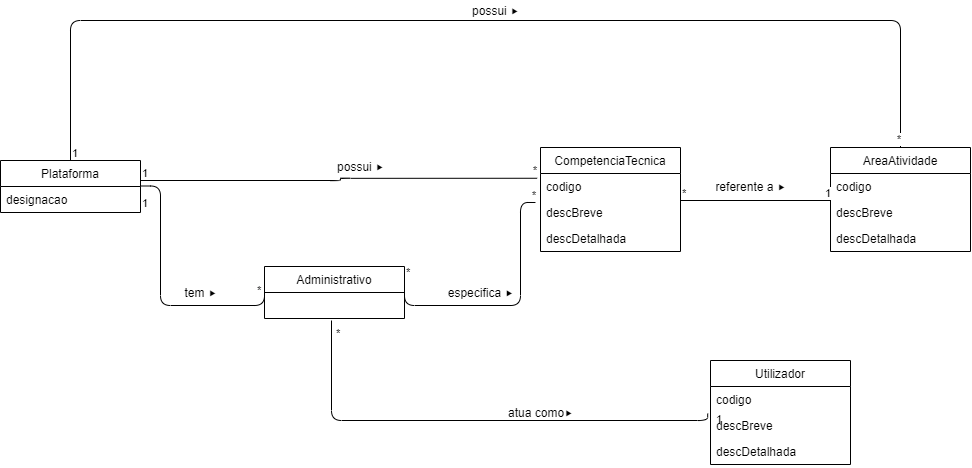 possui ▸
1
*
Plataforma
designacao
1
possui ▸
*
CompetenciaTecnica
codigo
descBreve
descDetalhada
*
referente a ▸
1
AreaAtividade
codigo
descBreve
descDetalhada
1
tem ▸
*
Administrativo
*
especifica ▸
*
*
atua como▸
1
Utilizador
codigo
descBreve
descDetalhada